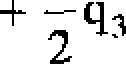 + — q₃
2